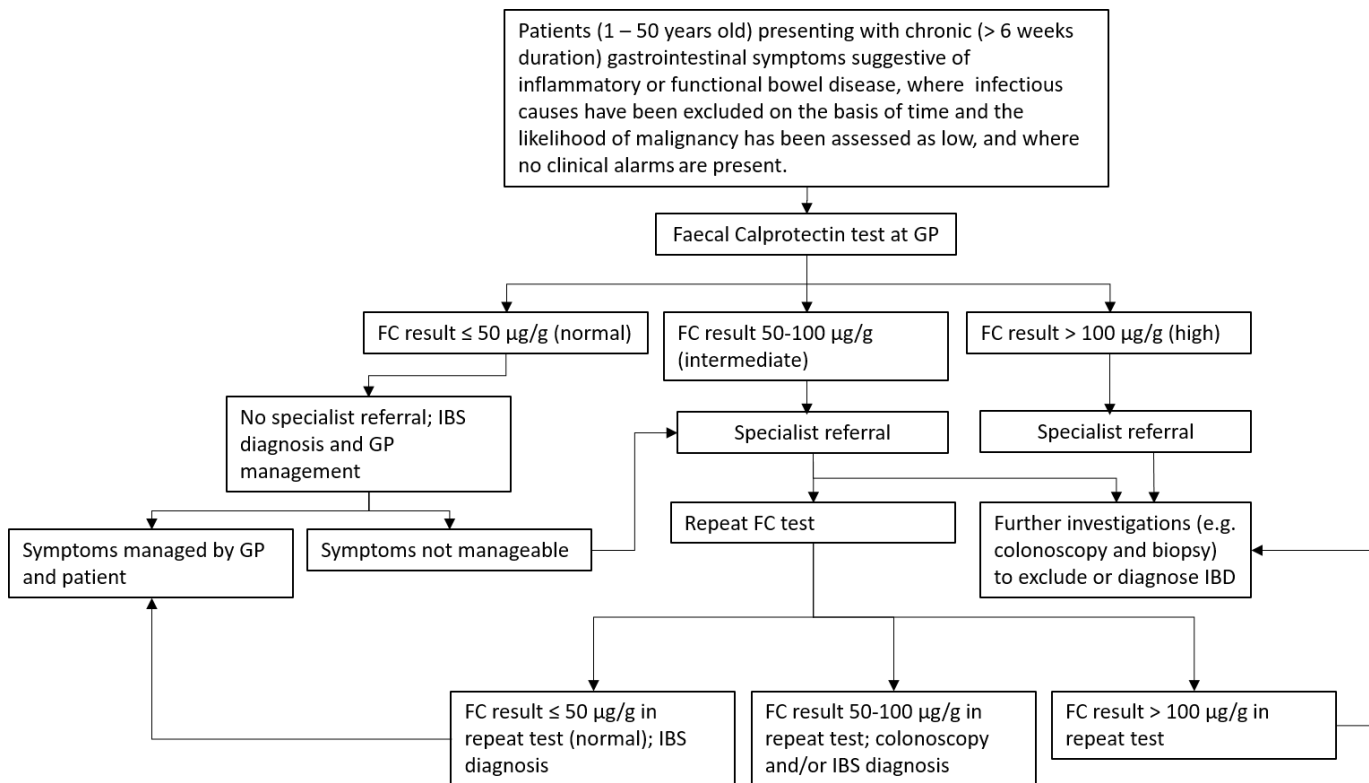 Patients (1 – 50 years old) presenting with chronic (> 6 weeks
duration) gastrointestinal symptoms suggestive of
inflammatory or functional bowel disease, where  infectious
causes have been excluded on the basis of time and the
likelihood of malignancy has been assessed as low, and where
no clinical alarms are present.
Faecal Calprotectin test at GP
FC result ≤ 50 µg/g (normal)
FC result 50-100 µg/g
(intermediate)
FC result > 100 µg/g (high)
No specialist referral; IBS
diagnosis and GP
management
Specialist referral
Specialist referral
Symptoms managed by GP
and patient
Symptoms not manageable
Repeat FC test
Further investigations (e.g.
colonoscopy and biopsy)
to exclude or diagnose IBD
FC result ≤ 50 µg/g in
repeat test (normal); IBS
diagnosis
FC result 50-100 µg/g in
repeat test; colonoscopy
and/or IBS diagnosis
FC result > 100 µg/g in
repeat test